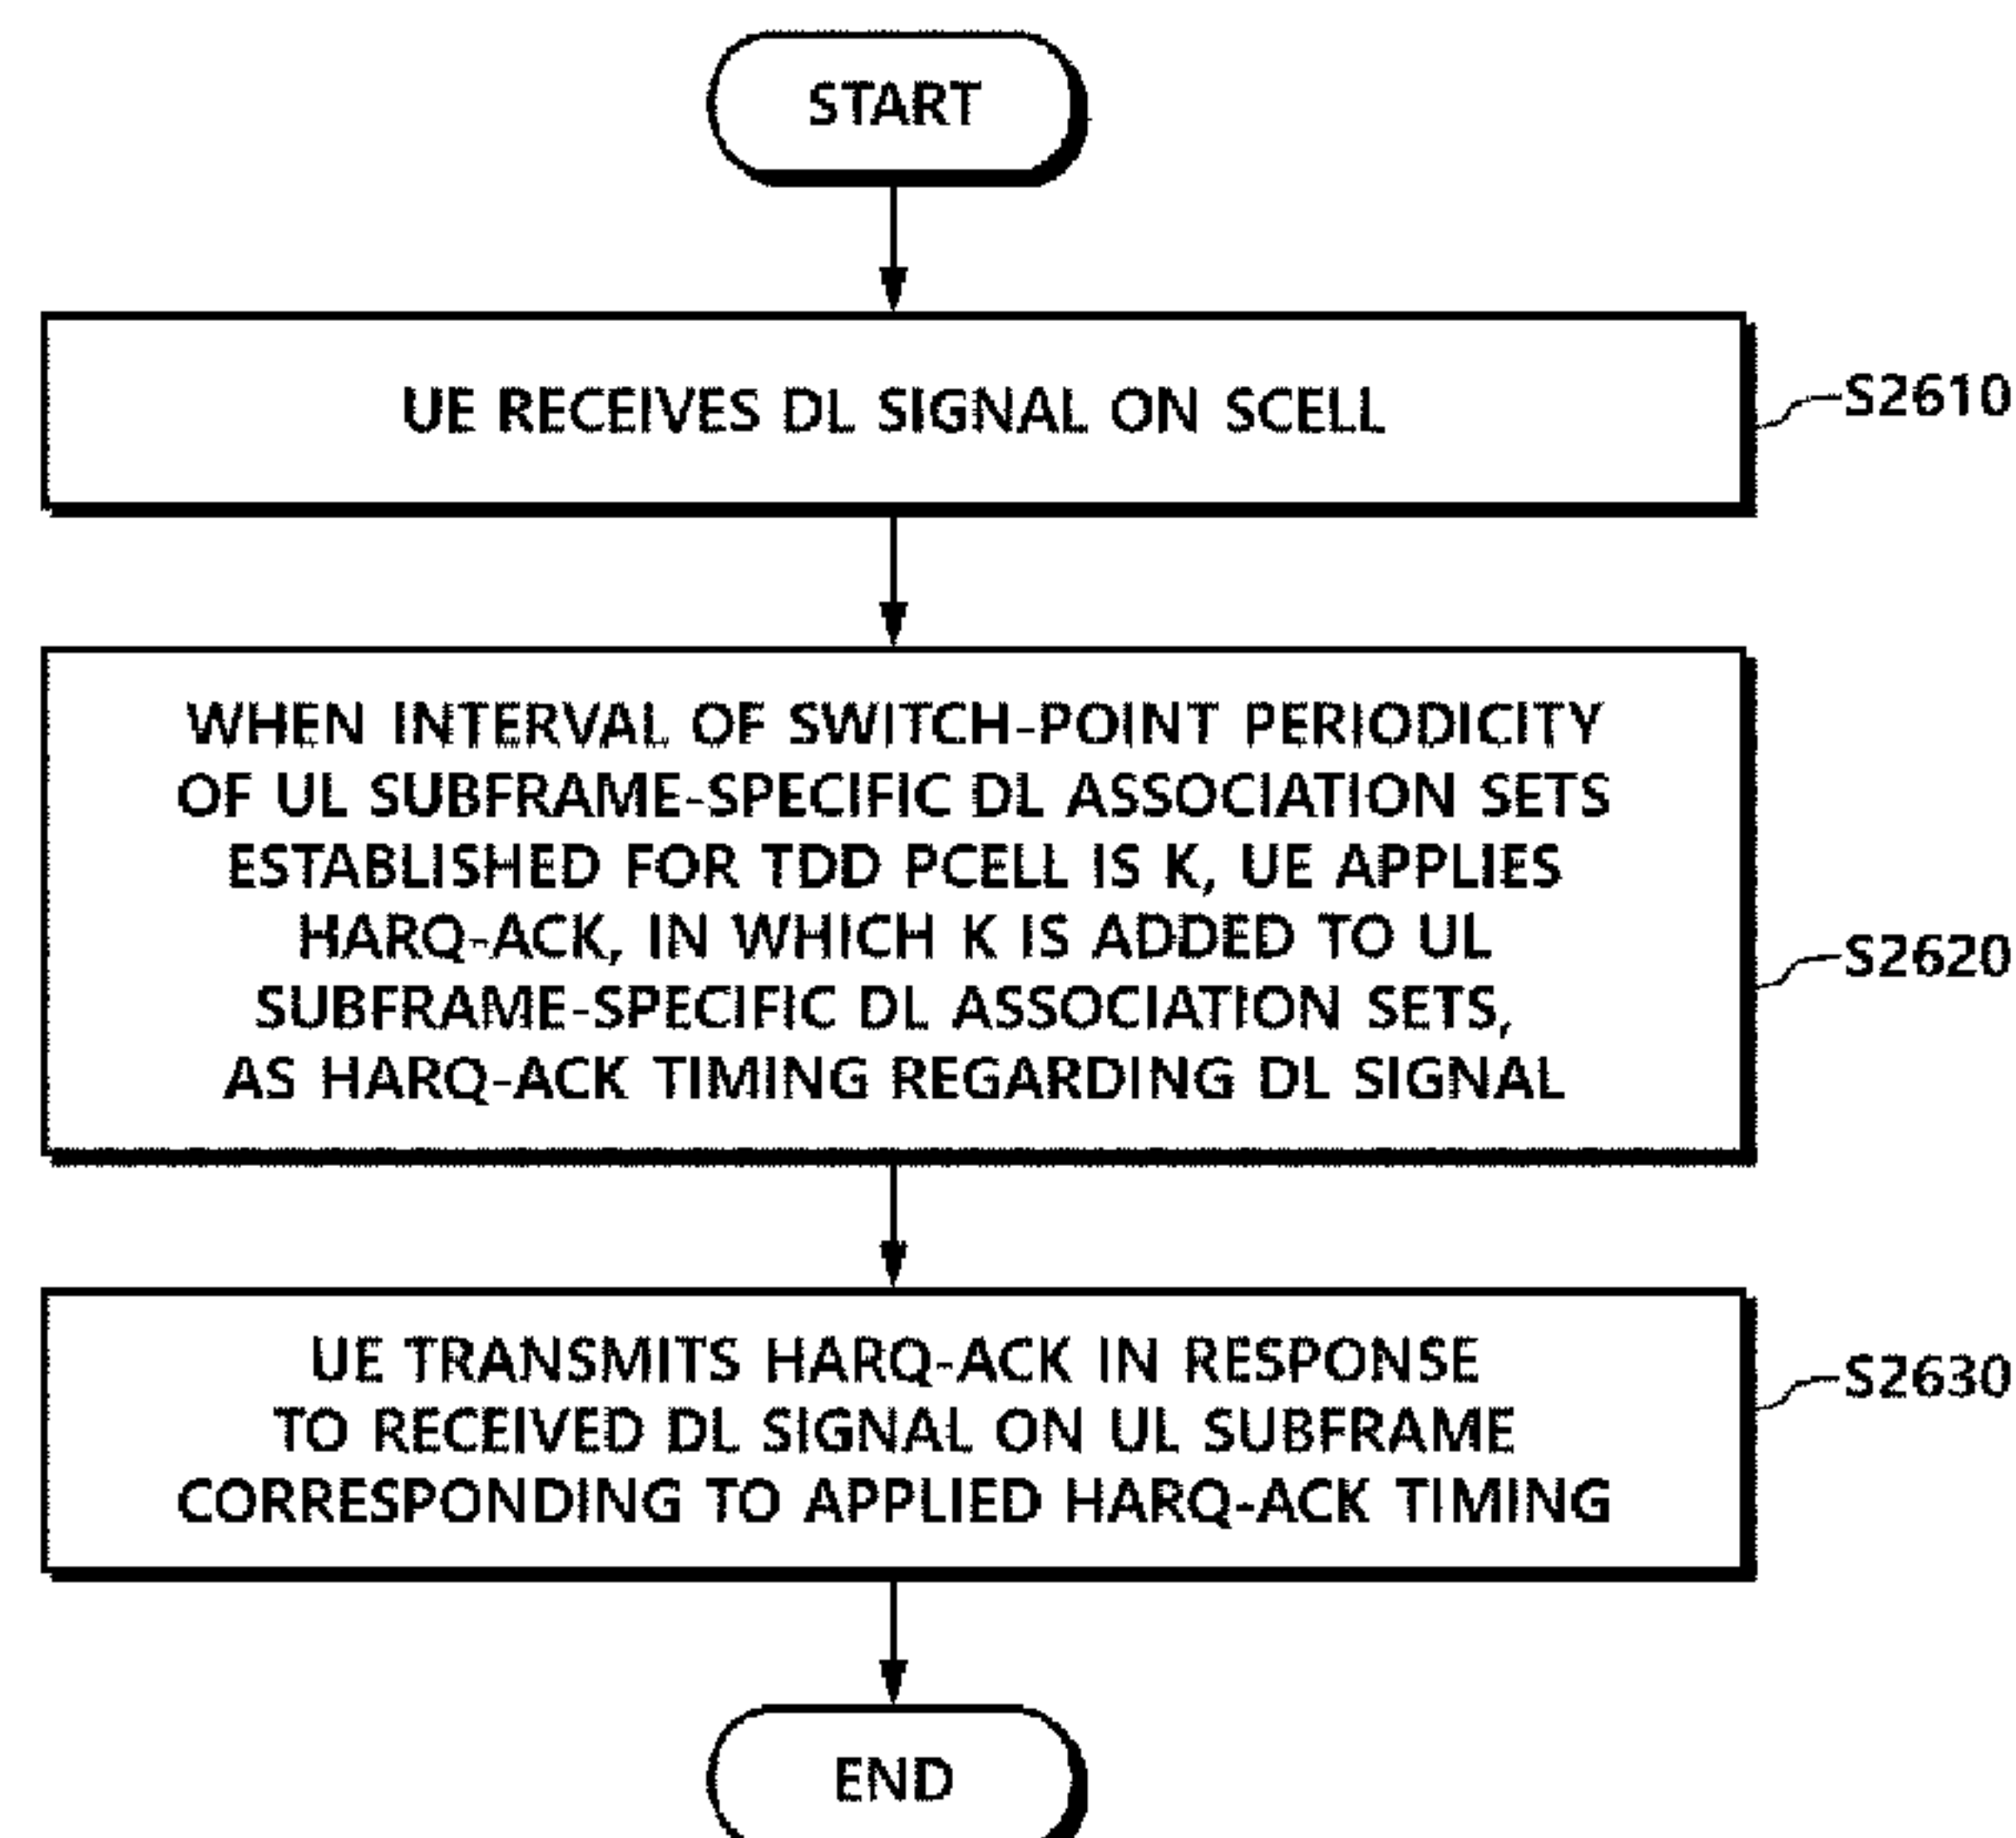 START
UE RECEIVES DL SIGNAL ON SCELL
S2610
WHEN INTERVAL OF SWITCH-POINT PERIODICITY
OF UL SUBFRAME-SPECIFIC DL ASSOCIATION SETS
ESTABLISHED FOR TDD PCELL IS K, UE APPLIES
HARQ-ACK, IN WHICH K IS ADDED TO UL
SUBFRAME-SPECIFIC DL ASSOCIATION SETS,
AS HARQ-ACK TIMING REGARDING DL SIGNAL
S2620
UE TRANSMITS HARQ-ACK IN RESPONSE
TO RECEIVED DL SIGNAL ON UL SUBFRAME
CORRESPONDING TO APPLIED HARQ-ACK TIMING
S2630
END